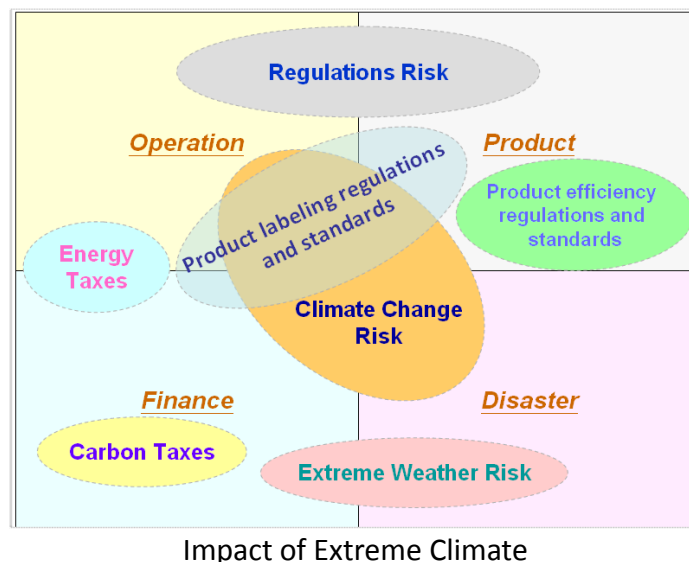 Regulations Risk
Operation
Product
Product labeling regulations
and standards
Product efficiency
regulations and
standards
Energy
Taxes
Climate Change
Risk
Finance
Disaster
Carbon Taxes
Extreme Weather Risk
Impact of Extreme Climate